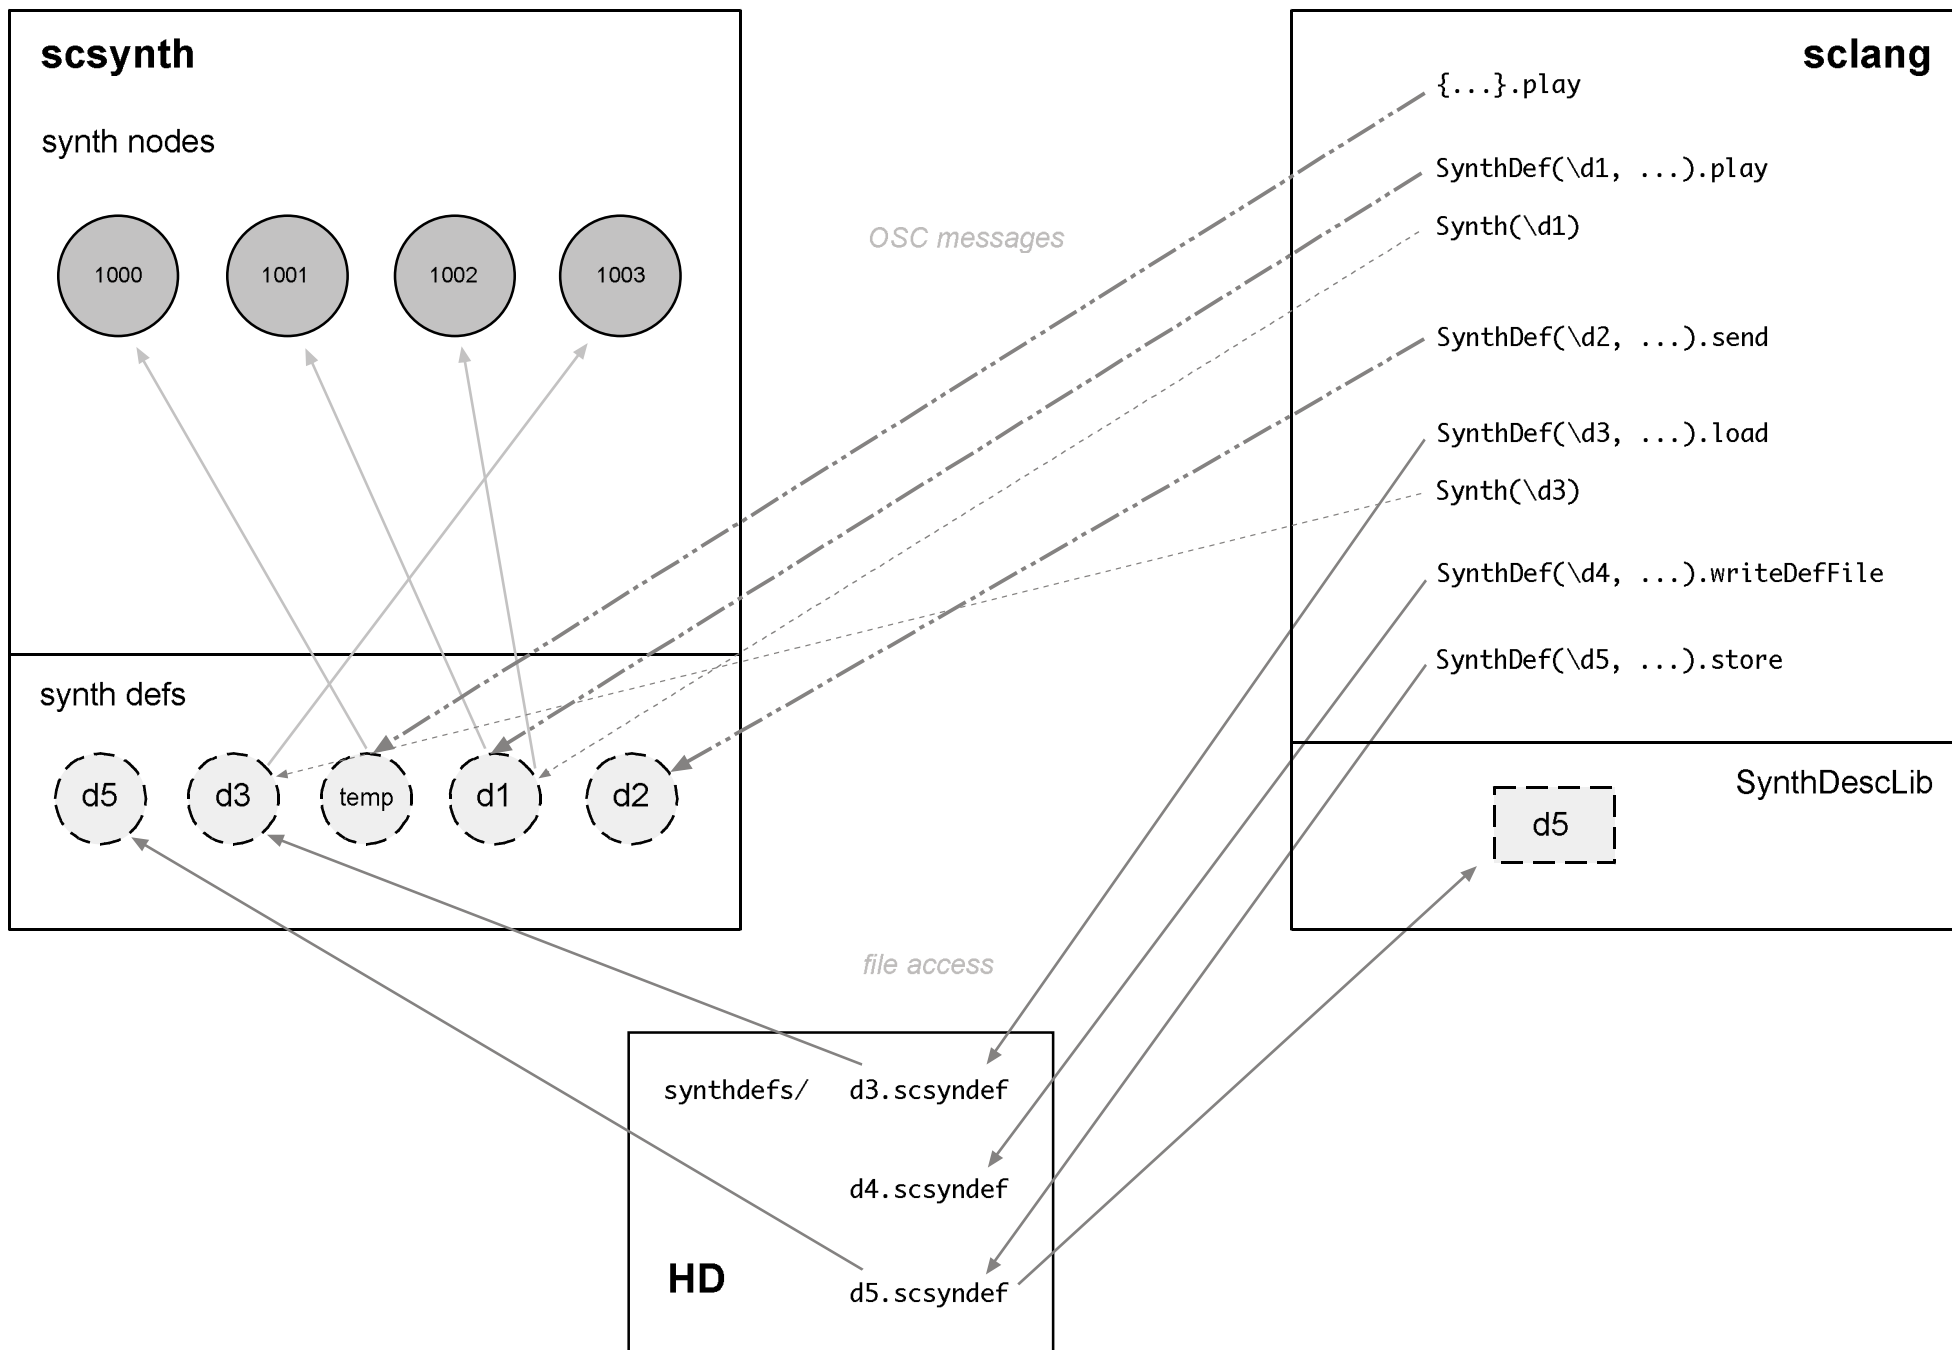 scsynth
synth nodes
1000
1001
1002
1003
synth defs
d5
d3
temp
d1
d2
OSC messages
file access
sclang
{...}.play
SynthDef(\d1, ...).play
Synth(\d1)
SynthDef(\d2, ...).send
SynthDef(\d3, ...).load
Synth(\d3)
SynthDef(\d4, ...).writeDefFile
SynthDef(\d5, ...).store
SynthDescLib
d5
synthdefs/
d3.scsyndef
d4.scsyndef
d5.scsyndef
HD